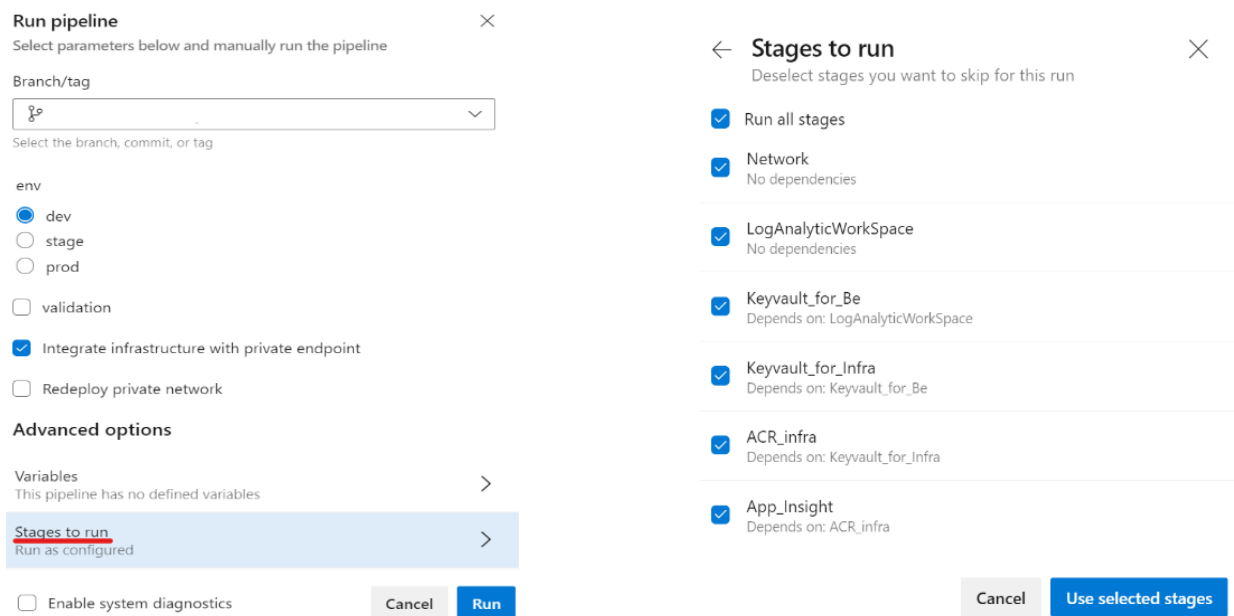 Run pipeline
Select parameters below and manually run the pipeline
Branch/tag
Select the branch, commit, or tag
env
dev
stage
prod
validation
Integrate infrastructure with private endpoint
Redeploy private network
Advanced options
Variables
This pipeline has no defined variables
Stages to run
Run as configured
Enable system diagnostics
Cancel
Run
Stages to run
Deselect stages you want to skip for this run
Run all stages
Network
No dependencies
LogAnalyticWorkSpace
No dependencies
Keyvault_for_Be
Depends on: LogAnalyticWorkSpace
Keyvault_for_Infra
Depends on: Keyvault_for_Be
ACR_infra
Depends on: Keyvault_for_Infra
App_Insight
Depends on: ACR_infra
Cancel
Use selected stages